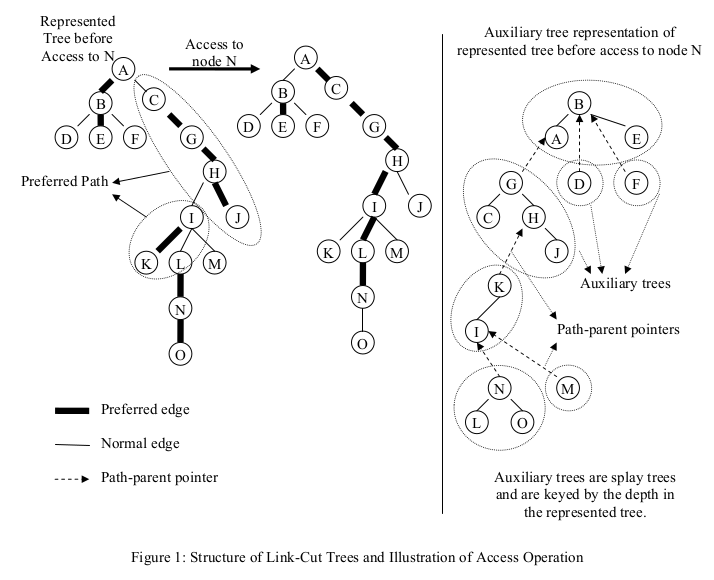 Represented
Tree before
Access to N
Access to
node N
A
B
C
D
E
F
G
H
I
J
K
L
M
N
O
Preferred Path
A
B
C
D
E
F
G
H
I
J
K
L
M
N
O
Preferred edge
Normal edge
Path-parent pointer
Auxiliary tree representation of
represented tree before access to node N
B
A
E
G
D
F
C
H
J
K
I
N
M
L
O
Auxiliary trees
Path-parent pointers
Auxiliary trees are splay trees
and are keyed by the depth in
the represented tree.
Figure 1: Structure of Link-Cut Trees and Illustration of Access Operation